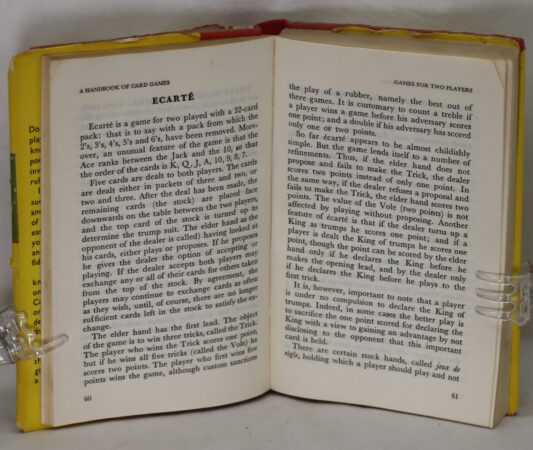 A HANDBOOK OF CARD GAMES
ECARTÉ
Ecarté is a game for two played with a 32-card
pack: that is to say with a pack from which the
2's, 3's, 4's, 5's and 6's, have been removed. More-
over, an unusual feature of the game is that the
Ace ranks between the Jack and the 10, so that
the order of the cards is K, Q, J, A, 10, 9, 8, 7.
Five cards are dealt to both players. The cards
are dealt either in packets of three and two, or
two and three. After the deal has been made, the
remaining cards (the stock) are placed face
downwards on the table between the two players,
and the top card of the stock is turned up to
determine the trump suit. The elder hand (as the
opponent of the dealer is called) having looked at
his cards, either plays or proposes. If he proposes
he gives the dealer the option of accepting or
playing. If the dealer accepts both players may
exchange any or all of their cards for others taken
from the top of the stock. By agreement, the
players may continue to exchange cards as often
as they wish, until, of course, there are no longer
sufficient cards left in the stock to satisfy the ex-
change.
The elder hand has the first lead. The object
of the game is to win three tricks, called the Trick.
The player who wins the Trick scores one point,
but if he wins all five tricks (called the Vole) he
scores two points. The player who first wins five
points wins the game, although custom sanctions
60
GAMES FOR TWO PLAYERS
the play of a rubber, namely the best out of
three games. It is customary to count a treble if
a player wins a game before his adversary scores
one point; and a double if his adversary has scored
only one or two points.
So far écarté appears to be almost childishly
simple. But the game lends itself to a number of
refinements. Thus, if the elder hand does not
propose and fails to make the Trick, the dealer
scores two points instead of only one point. In
the same way, if the dealer refuses a proposal and
fails to make the Trick, the elder hand scores two
points. The value of the Vole (two points) is not
affected by playing without proposing. Another
feature of écarté is that if the dealer turns up a
King as trumps he scores one point; and if a
player is dealt the King of trumps he scores one
point, though the point can be scored by the elder
hand only if he declares the King before he
makes the opening lead, and by the dealer only
if he declares the King before he plays to the
first trick.
It is, however, important to note that a player
is under no compulsion to declare the King of
trumps. Indeed, in some cases the better play is
to sacrifice the one point scored for declaring the
King with a view to gaining an advantage by not
disclosing to the opponent that this important
card is held.
There are certain stock hands, called jeux de
règle, holding which a player should play and not
61